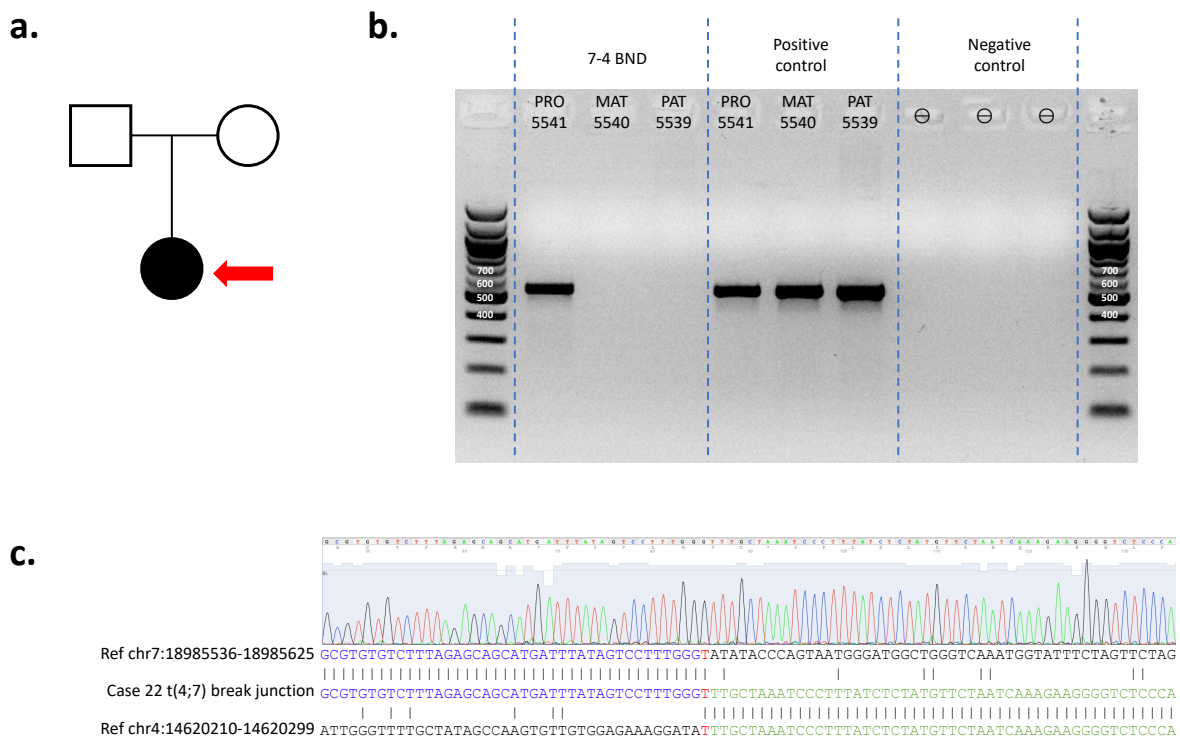 a.
b.
7-4 BND
Positive
control
Negative
control
PRO MAT PAT PRO MAT PAT
5541 5540 5539 5541 5540 5539 ⊖ ⊖ ⊖
700 700
600 600
500 500
400 400
c.
G C G T G T G T C T T T A G A G C A G C A T G A T T T A T A G T C C T T T G G G T T T G C T A A A T C C C T T T A T C T C T A T G T T C T A A T C A A A G A A G G G G T C T C C C A
Ref chr7:18985536-18985625 GCGTGTGTCTTTAGAGCAGCATGATTTATAGTCCTTTGGGTATATACCCAGTAATGGGATGGCTGGGTCAAATGGTATTTCTAGTTCTAG
Case 22 t(4;7) break junction GCGTGTGTCTTTAGAGCAGCATGATTTATAGTCCTTTGGGTTTGCTAAATCCCTTTATCTCTATGTTCTAATCAAAGAAGGGGTCTCCCA
Ref chr4:14620210-14620299 ATTGGGTTTTGCTATAGCCAAGTGTTGTGGAGAAAGGATATTTGCTAAATCCCTTTATCTCTATGTTCTAATCAAAGAAGGGGTCTCCCA